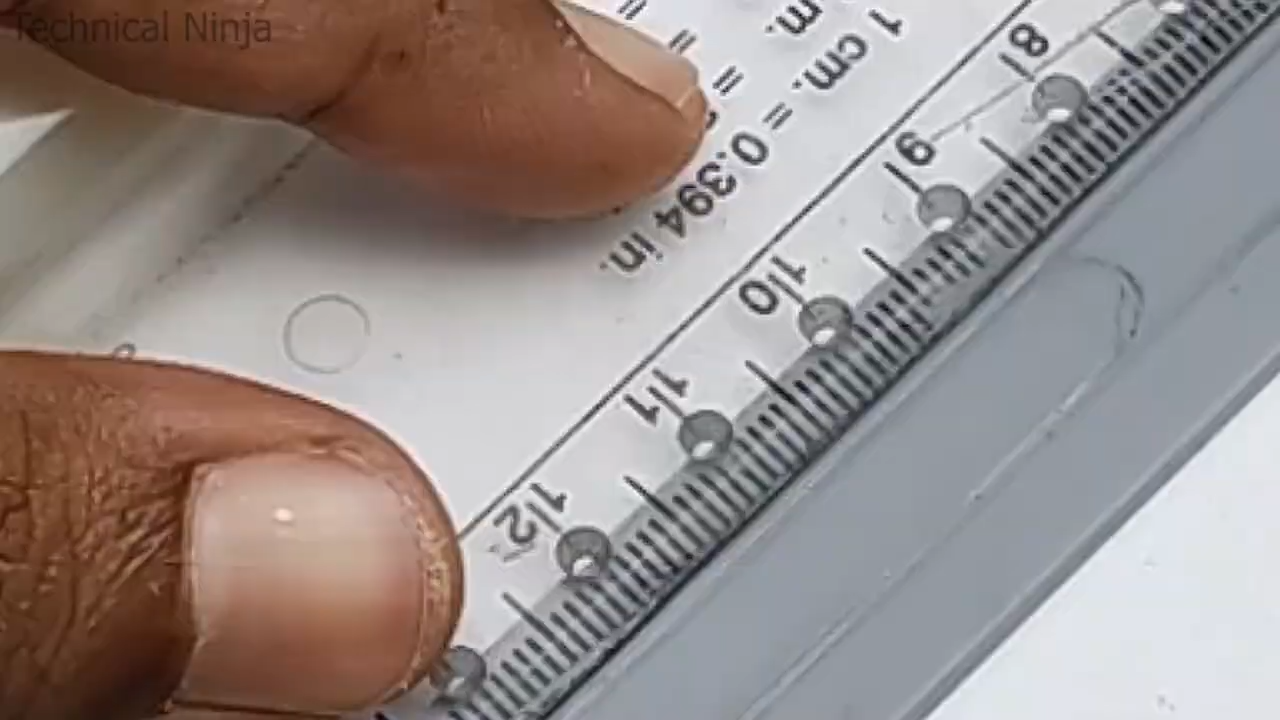 Technical Ninja
=
=
=
m.
1 cm. = 0.394 in.
8
9
10
11
12